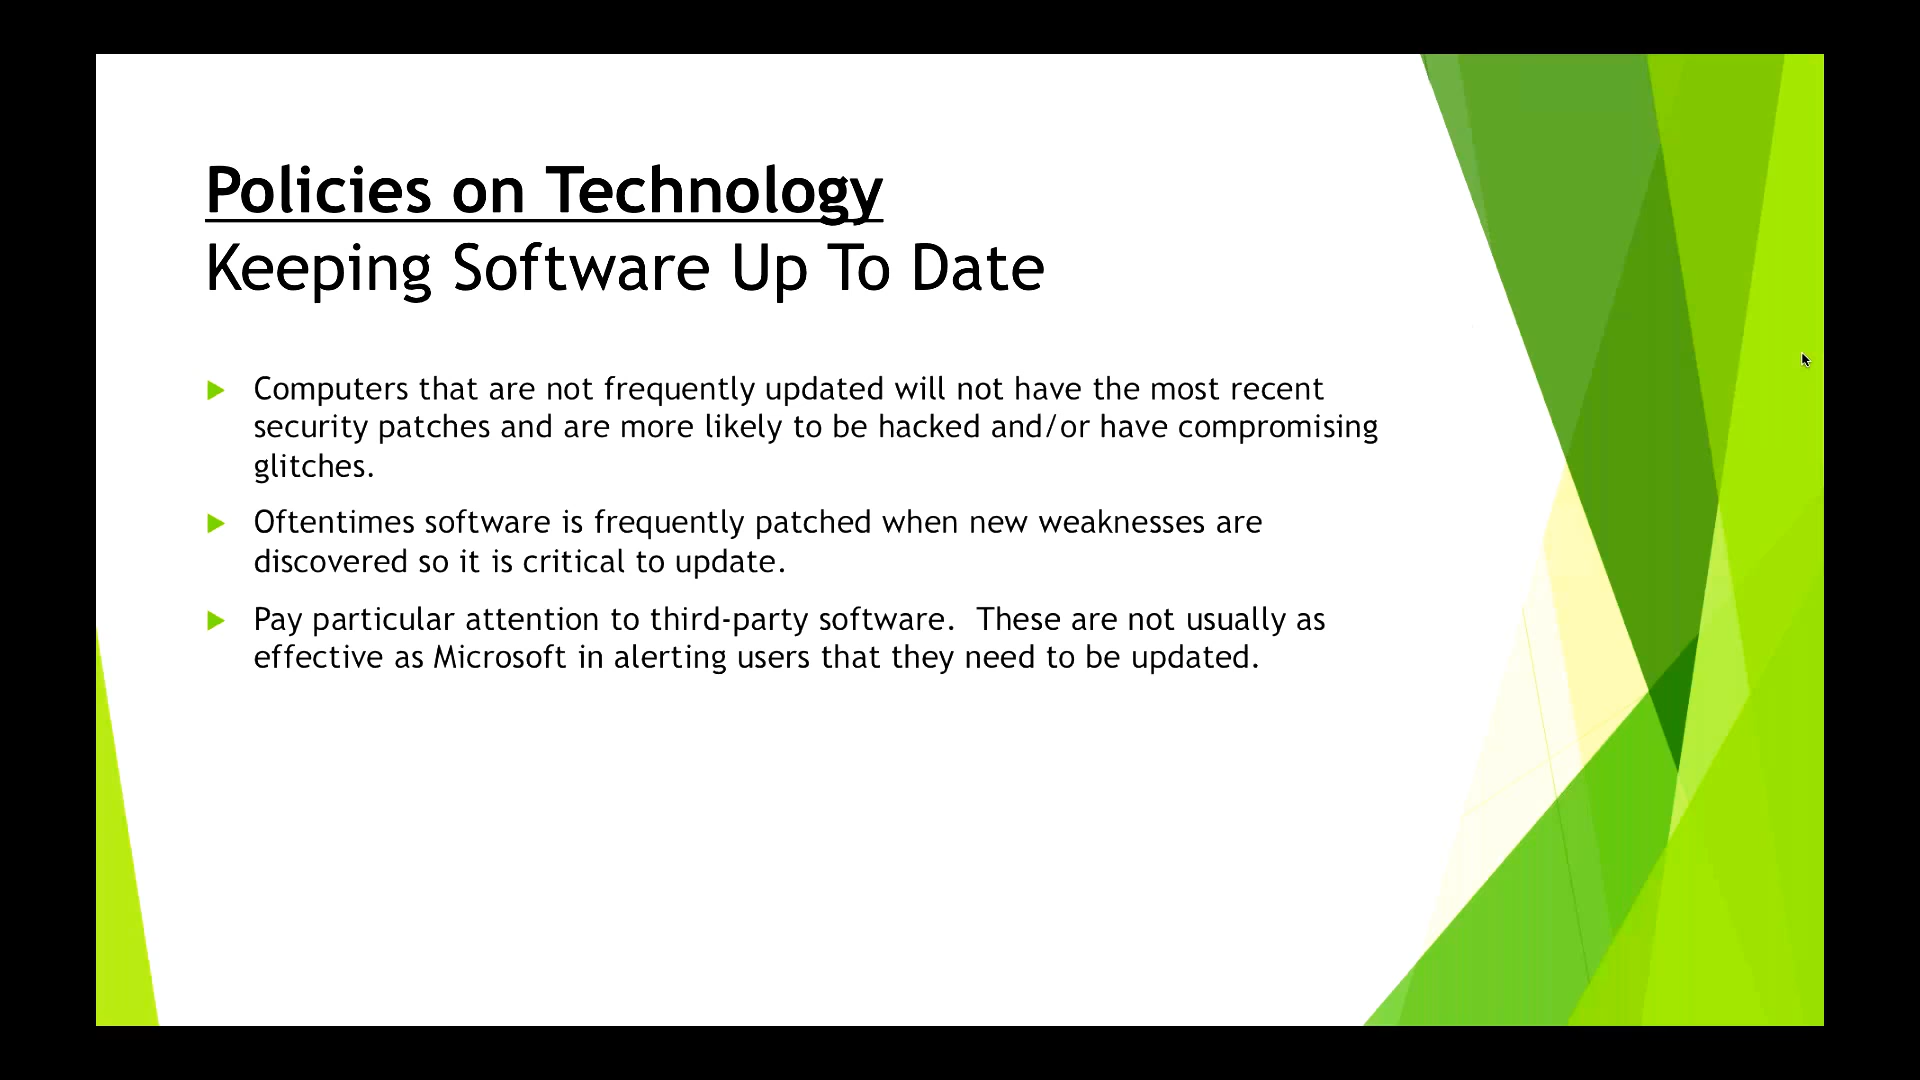 Policies on Technology
Keeping Software Up To Date
Computers that are not frequently updated will not have the most recent
security patches and are more likely to be hacked and/or have compromising
glitches.
Oftentimes software is frequently patched when new weaknesses are
discovered so it is critical to update.
Pay particular attention to third-party software.  These are not usually as
effective as Microsoft in alerting users that they need to be updated.